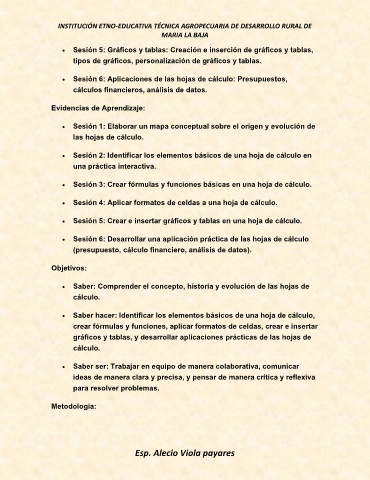 INSTITUCIÓN ETNO-EDUCATIVA TÉCNICA AGROPECUARIA DE DESARROLLO RURAL DE
MARIA LA BAJA
• Sesión 5: Gráficos y tablas: Creación e inserción de gráficos y tablas,
tipos de gráficos, personalización de gráficos y tablas.
• Sesión 6: Aplicaciones de las hojas de cálculo: Presupuestos,
cálculos financieros, análisis de datos.
Evidencias de Aprendizaje:
• Sesión 1: Elaborar un mapa conceptual sobre el origen y evolución de
las hojas de cálculo.
• Sesión 2: Identificar los elementos básicos de una hoja de cálculo en
una práctica interactiva.
• Sesión 3: Crear fórmulas y funciones básicas en una hoja de cálculo.
• Sesión 4: Aplicar formatos de celdas a una hoja de cálculo.
• Sesión 5: Crear e insertar gráficos y tablas en una hoja de cálculo.
• Sesión 6: Desarrollar una aplicación práctica de las hojas de cálculo
(presupuesto, cálculo financiero, análisis de datos).
Objetivos:
• Saber: Comprender el concepto, historia y evolución de las hojas de
cálculo.
• Saber hacer: Identificar los elementos básicos de una hoja de cálculo,
crear fórmulas y funciones, aplicar formatos de celdas, crear e insertar
gráficos y tablas, y desarrollar aplicaciones prácticas de las hojas de
cálculo.
• Saber ser: Trabajar en equipo de manera colaborativa, comunicar
ideas de manera clara y precisa, y pensar de manera crítica y reflexiva
para resolver problemas.
Metodología:
Esp. Alecio Viola payares